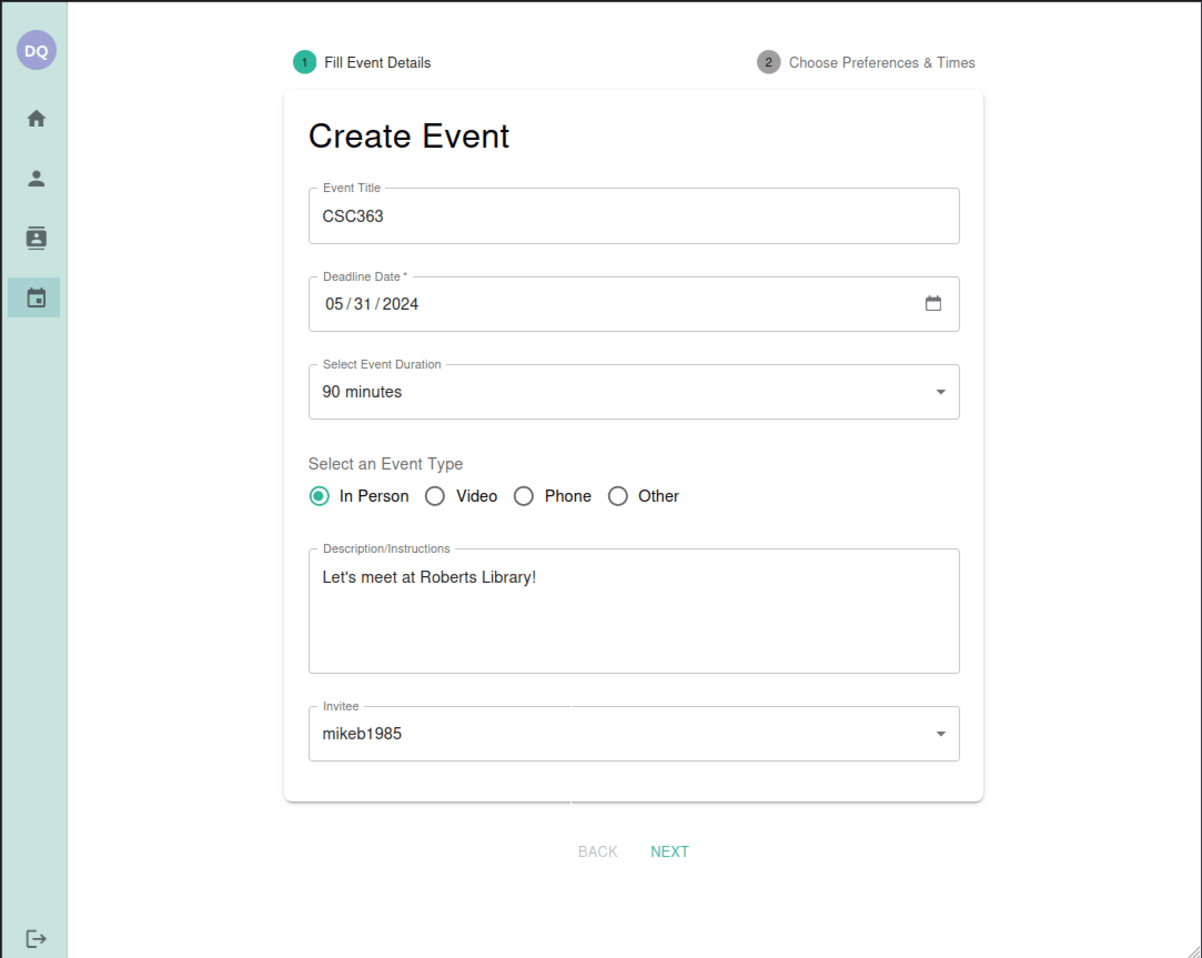 DQ
1 Fill Event Details
2 Choose Preferences & Times
Create Event
Event Title
CSC363
Deadline Date *
05/31/2024
Select Event Duration
90 minutes
Select an Event Type
In Person Video Phone Other
Description/Instructions
Let's meet at Roberts Library!
Invitee
mikeb1985
BACK NEXT